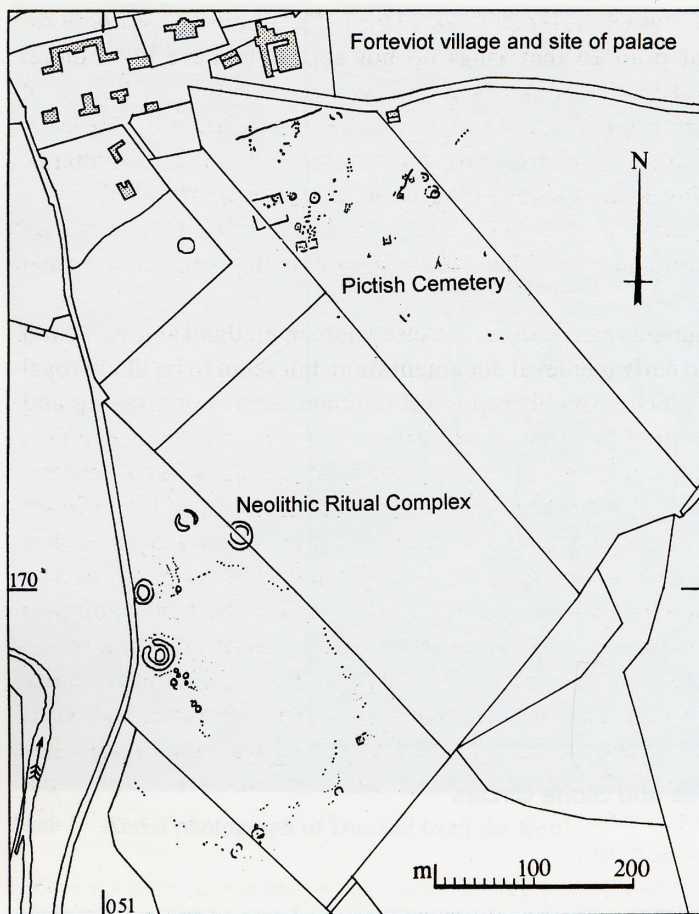 Forteviot village and site of palace
N
Pictish Cemetery
Neolithic Ritual Complex
170
m 100 200
051